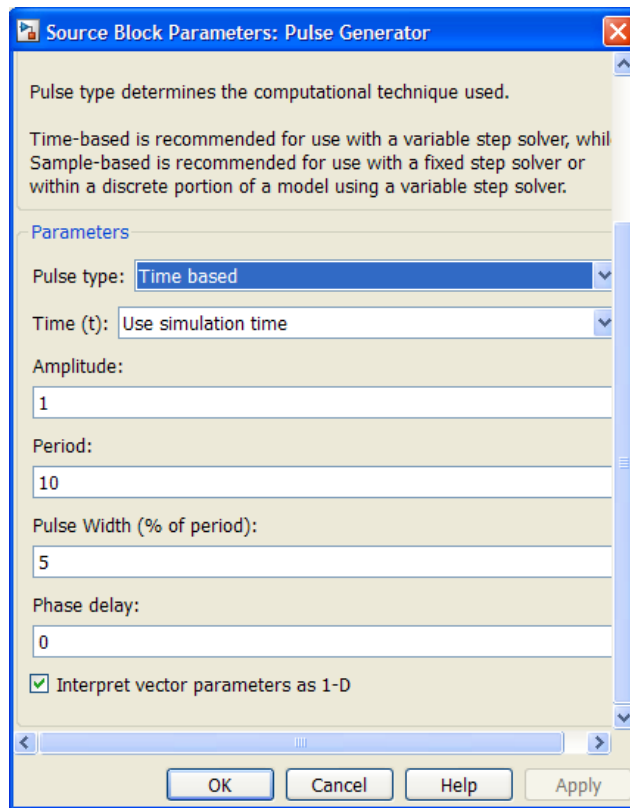 Source Block Parameters: Pulse Generator
Pulse type determines the computational technique used.
Time-based is recommended for use with a variable step solver, whil
Sample-based is recommended for use with a fixed step solver or
within a discrete portion of a model using a variable step solver.
Parameters
Pulse type: Time based
Time (t): Use simulation time
Amplitude:
1
Period:
10
Pulse Width (% of period):
5
Phase delay:
0
Interpret vector parameters as 1-D
OK Cancel Help Apply